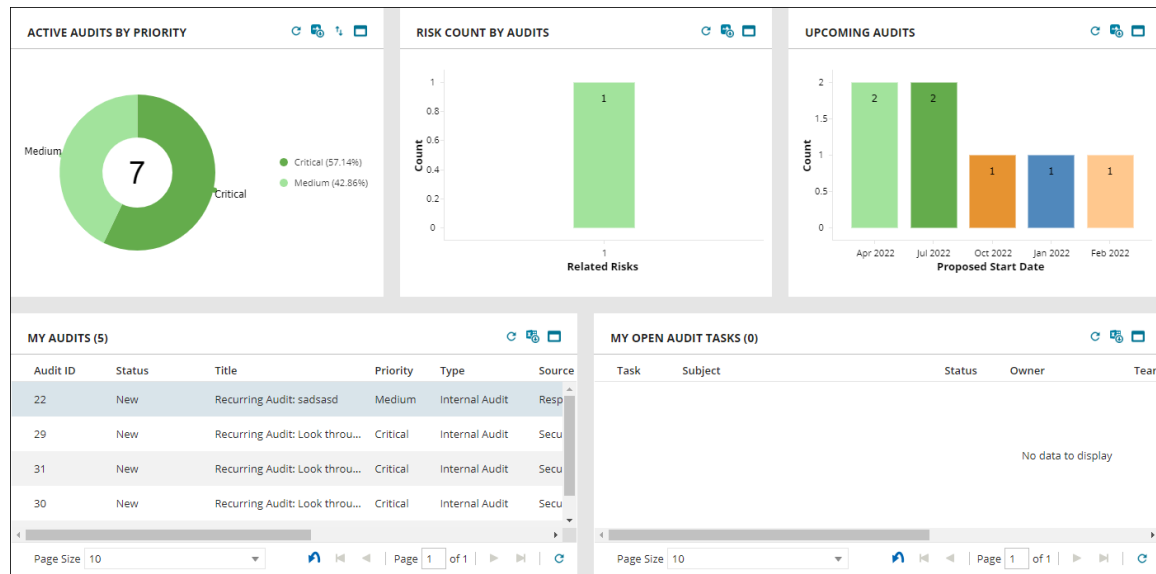 ACTIVE AUDITS BY PRIORITY
7
Medium
Critical
Critical (57.14%)
Medium (42.86%)
RISK COUNT BY AUDITS
Count
1
0.8
0.6
0.4
0.2
0
1
1
Related Risks
UPCOMING AUDITS
Count
2
1.5
1
0.5
0
2
2
1
1
1
Apr 2022 Jul 2022 Oct 2022 Jan 2022 Feb 2022
Proposed Start Date
MY AUDITS (5)
Audit ID Status Title Priority Type Source
22 New Recurring Audit: sadsasd Medium Internal Audit Resp
29 New Recurring Audit: Look throu... Critical Internal Audit Secu
31 New Recurring Audit: Look throu... Critical Internal Audit Secu
30 New Recurring Audit: Look throu... Critical Internal Audit Secu
Page Size 10 Page 1 of 1
MY OPEN AUDIT TASKS (0)
Task Subject Status Owner Tear
No data to display
Page Size 10 Page 1 of 1